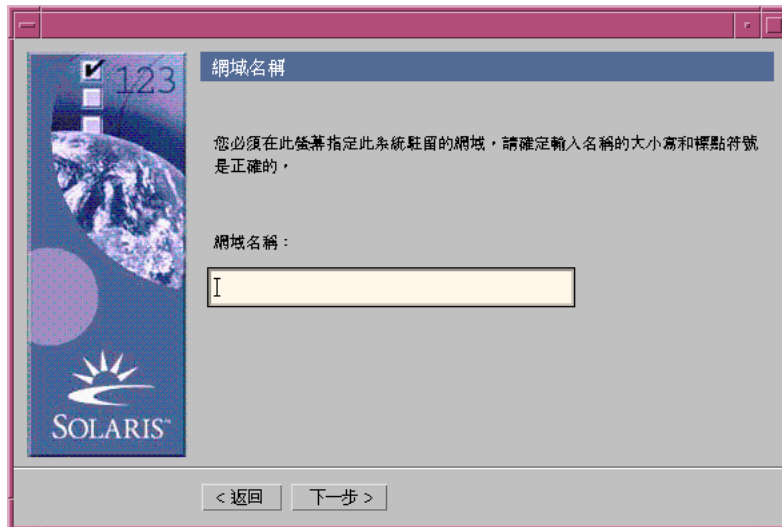 123
網域名稱
您必須在此螢幕指定此系統駐留的網域，請確定輸入名稱的大小寫和標點符號
是正確的，
網域名稱：
SOLARIS™
< 返回
下一步 >